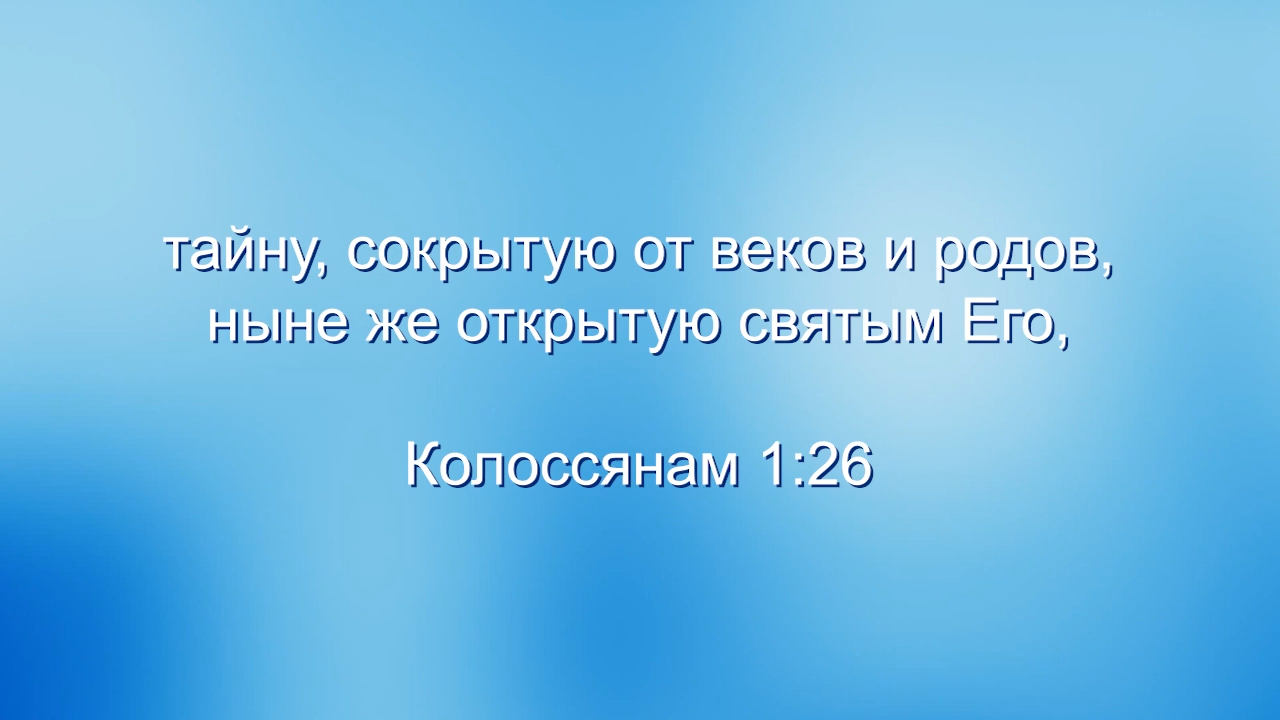 тайну, сокрытую от веков и родов,
ныне же открытую святым Его,
Колоссянам 1:26